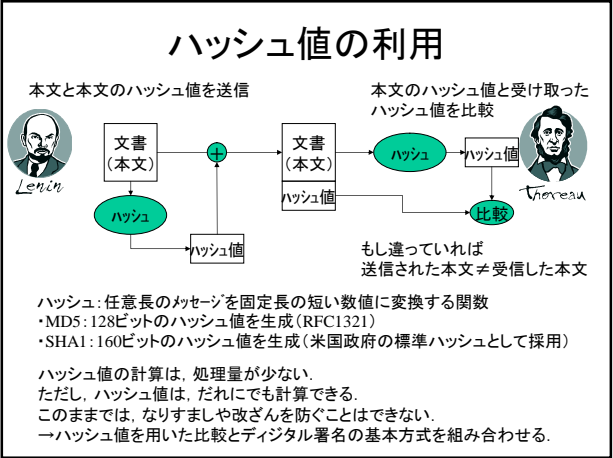 ハッシュ値の利用
本文と本文のハッシュ値を送信
本文のハッシュ値と受け取った
ハッシュ値を比較
Lenin
文書
(本文)
+
文書
(本文)
ハッシュ
ハッシュ値
Thoreau
ハッシュ
ハッシュ値
ハッシュ値
比較
もし違っていれば
送信された本文≠受信した本文
ハッシュ:任意長のメッセージを固定長の短い数値に変換する関数
・MD5:128ビットのハッシュ値を生成(RFC1321)
・SHA1:160ビットのハッシュ値を生成(米国政府の標準ハッシュとして採用)
ハッシュ値の計算は,処理量が少ない.
ただし,ハッシュ値は,だれにでも計算できる.
このままでは,なりすましや改ざんを防ぐことはできない.
→ハッシュ値を用いた比較とディジタル署名の基本方式を組み合わせる.